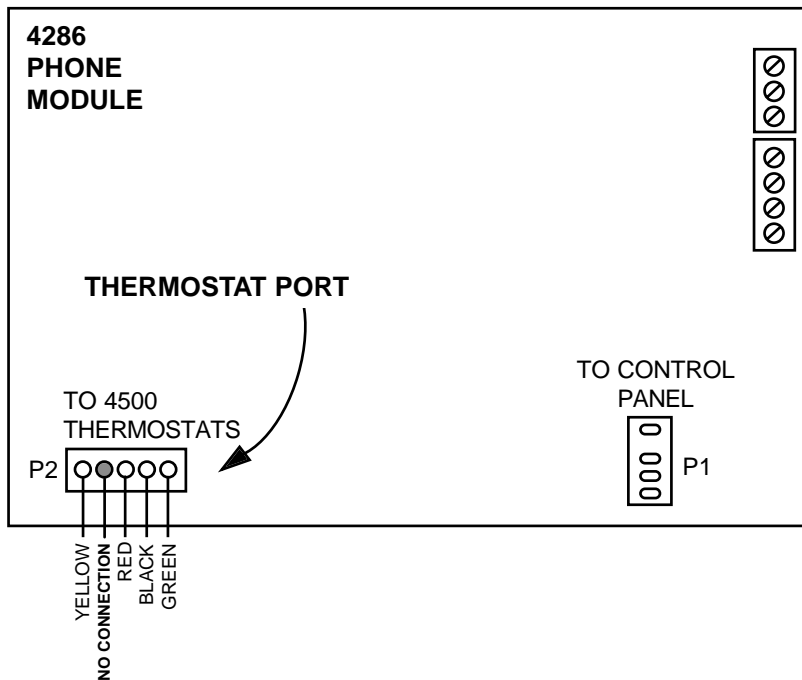 4286
PHONE
MODULE
THERMOSTAT PORT
TO 4500
THERMOSTATS
P2
TO CONTROL
PANEL
P1
YELLOW
NO CONNECTION
RED
BLACK
GREEN